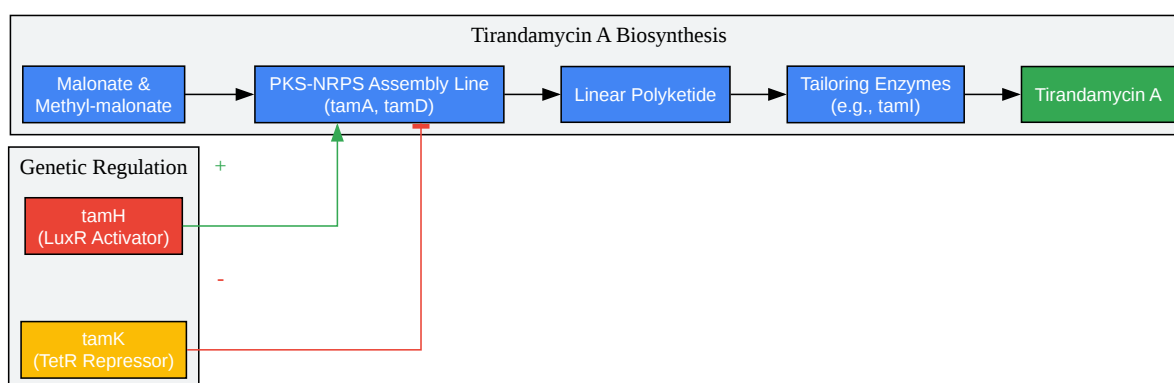 Tirandamycin A Biosynthesis
Malonate &
Methyl-malonate
PKS-NRPS Assembly Line
(tamA, tamD)
Linear Polyketide
Tailoring Enzymes
(e.g., tamI)
Tirandamycin A
Genetic Regulation
+
tamH
(LuxR Activator)
-
tamK
(TetR Repressor)